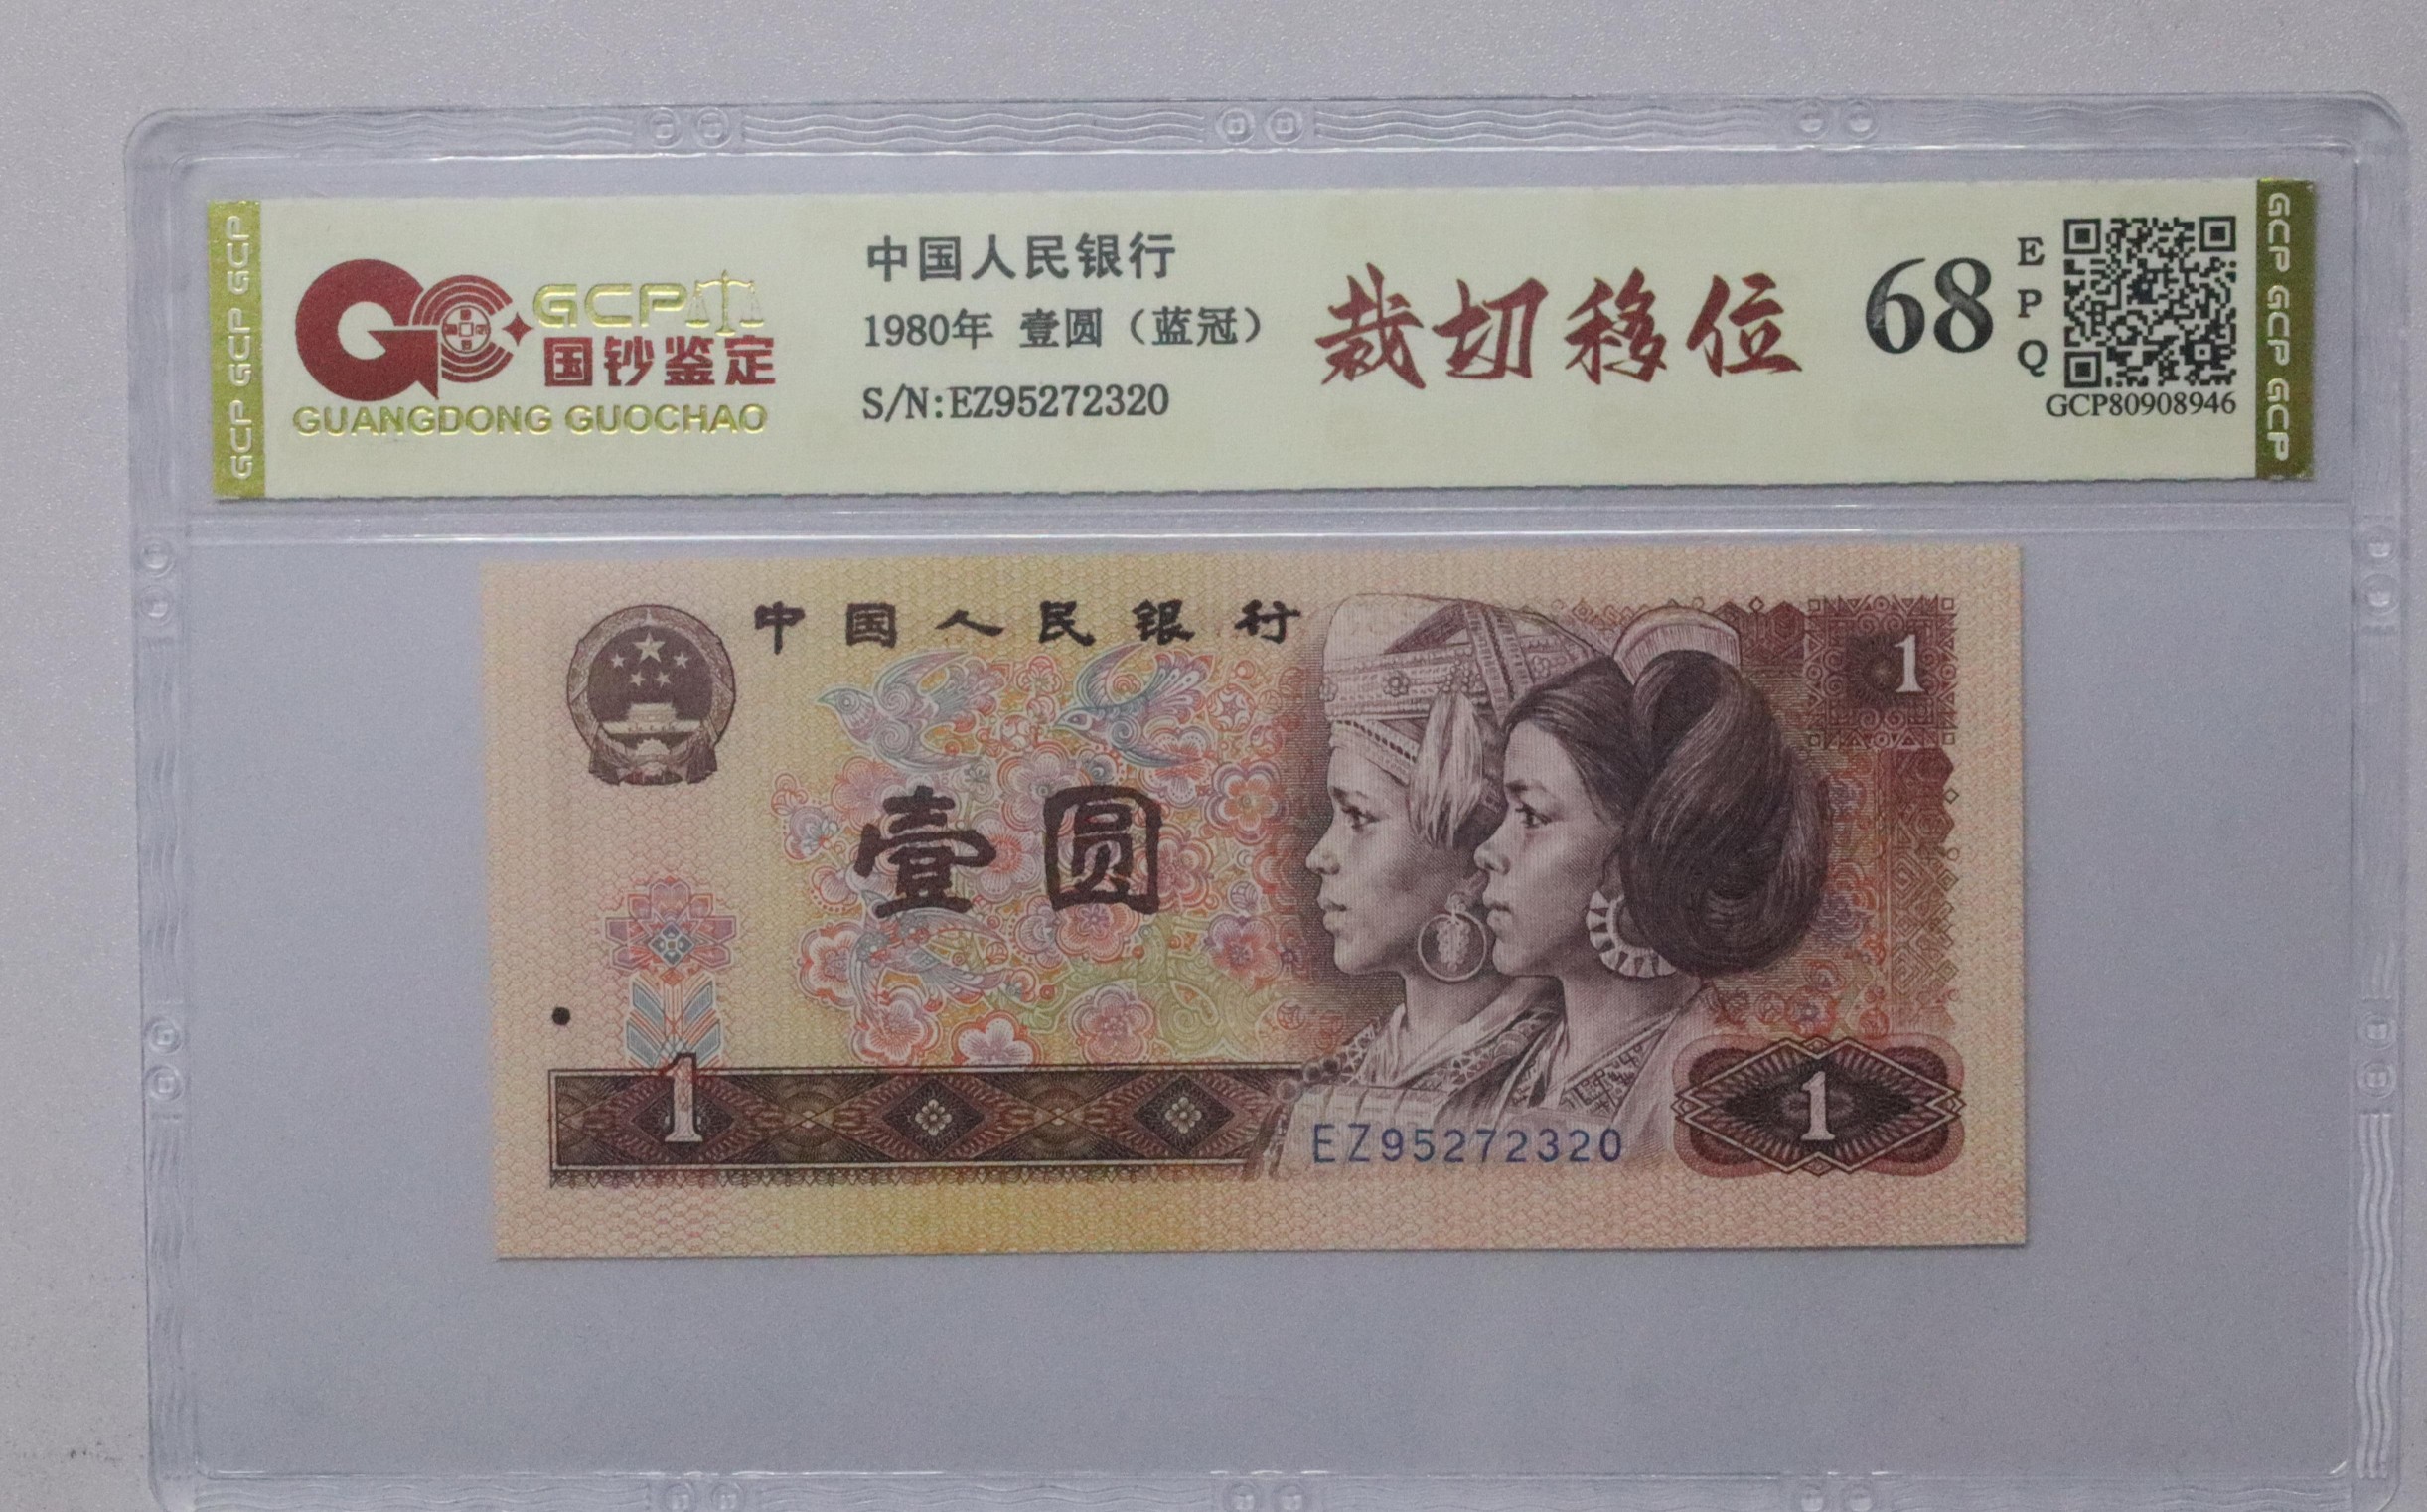 GCP GCP GCP
GC
GCP
国钞鉴定
GUANGDONG GUOCHAO
中国人民银行
1980年 壹圆（蓝冠）
S/N:EZ95272320
裁切移位
68
EPQ
GCP80908946
GCP GCP GCP
中国人民银行
1
壹圆
1
EZ95272320
1